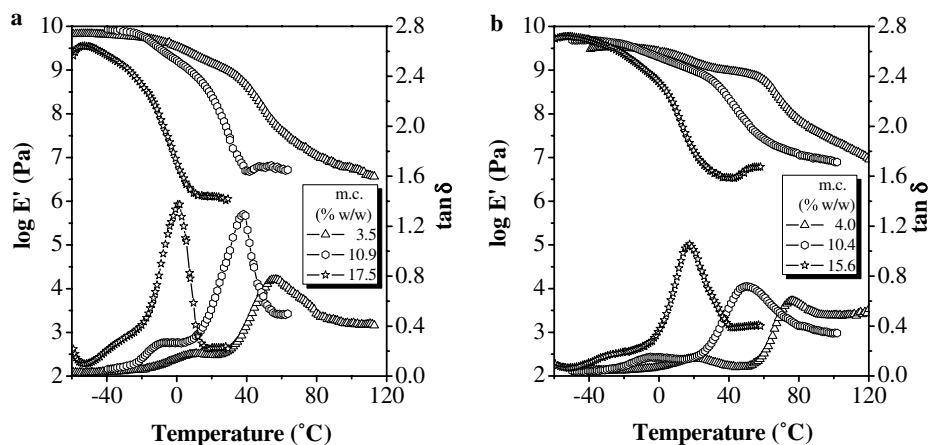 a
10
9
8
7
6
5
4
3
2
log E' (Pa)
2.8
2.4
2.0
1.6
1.2
0.8
0.4
0.0
tan δ
m.c.
(% w/w)
3.5
10.9
17.5
-40 0 40 80 120
Temperature (˚C)
b
10
9
8
7
6
5
4
3
2
log E' (Pa)
2.8
2.4
2.0
1.6
1.2
0.8
0.4
0.0
tan δ
m.c.
(% w/w)
4.0
10.4
15.6
-40 0 40 80 120
Temperature (˚C)